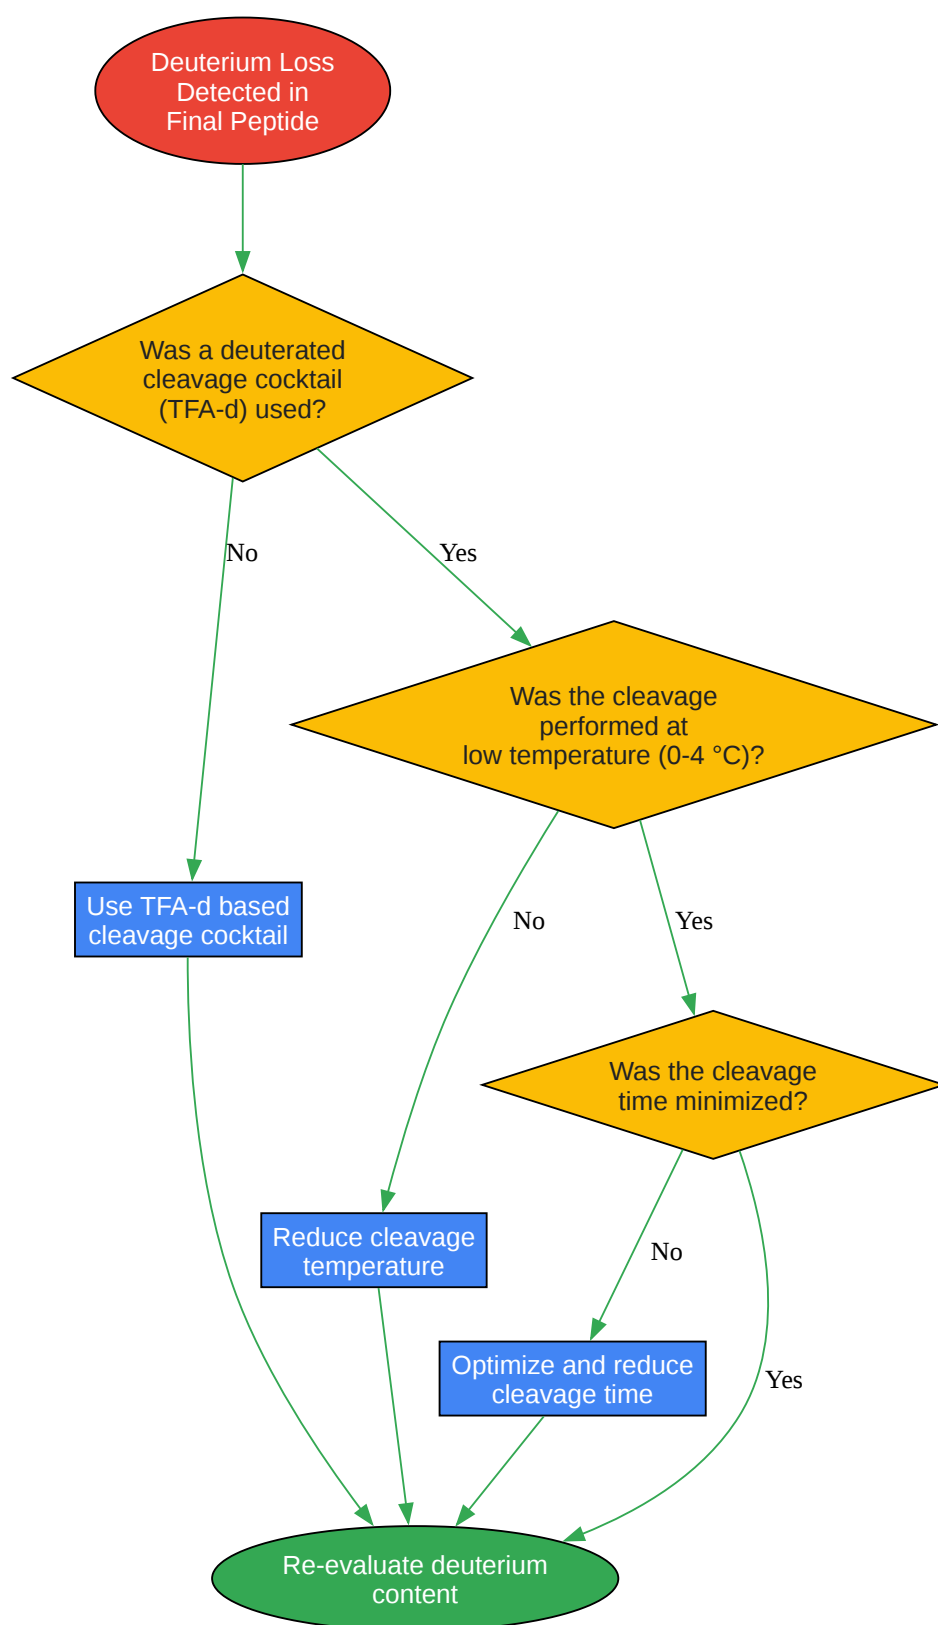 Deuterium Loss
Detected in
Final Peptide
Was a deuterated
cleavage cocktail
(TFA-d) used?
No
Yes
Was the cleavage
performed at
low temperature (0-4 °C)?
Use TFA-d based
cleavage cocktail
No
Yes
Was the cleavage
time minimized?
Reduce cleavage
temperature
No
Optimize and reduce
cleavage time
Yes
Re-evaluate deuterium
content